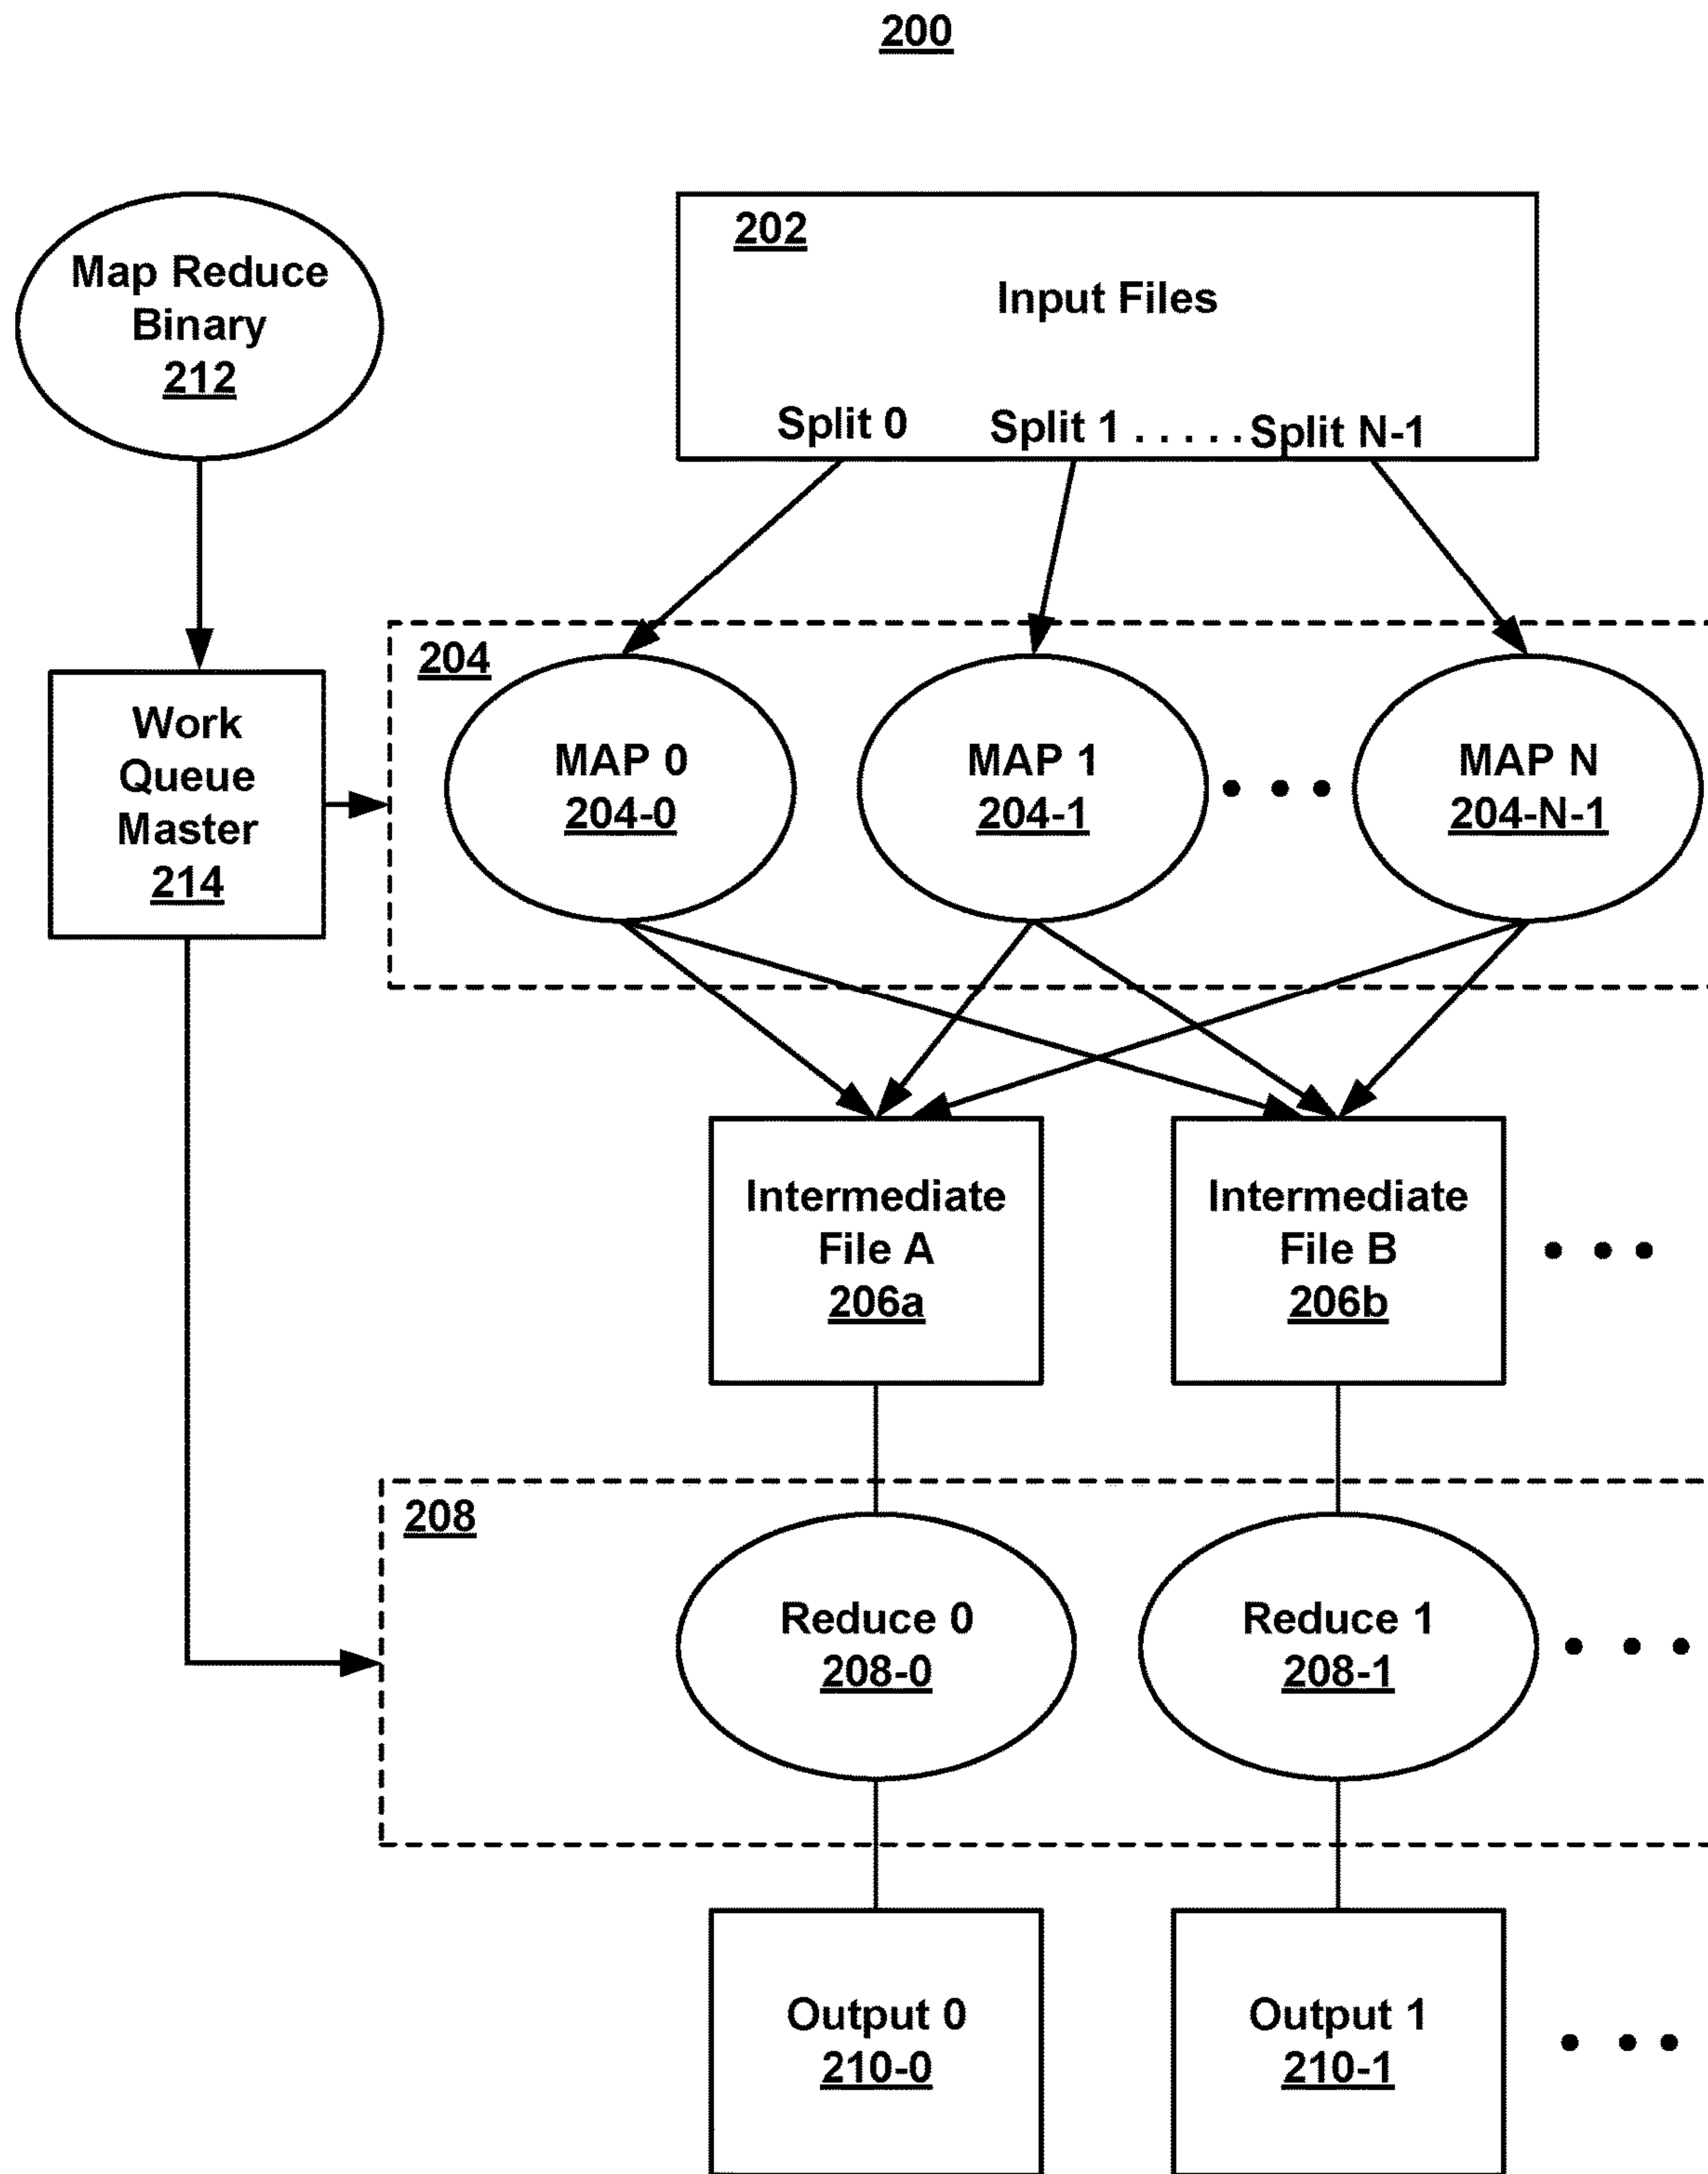 200
Map Reduce
Binary
212
202
Input Files
Split 0 Split 1 . . . . . Split N-1
Work
Queue
Master
214
204
MAP 0
204-0
MAP 1
204-1
MAP N
204-N-1
Intermediate
File A
206a
Intermediate
File B
206b
208
Reduce 0
208-0
Reduce 1
208-1
Output 0
210-0
Output 1
210-1